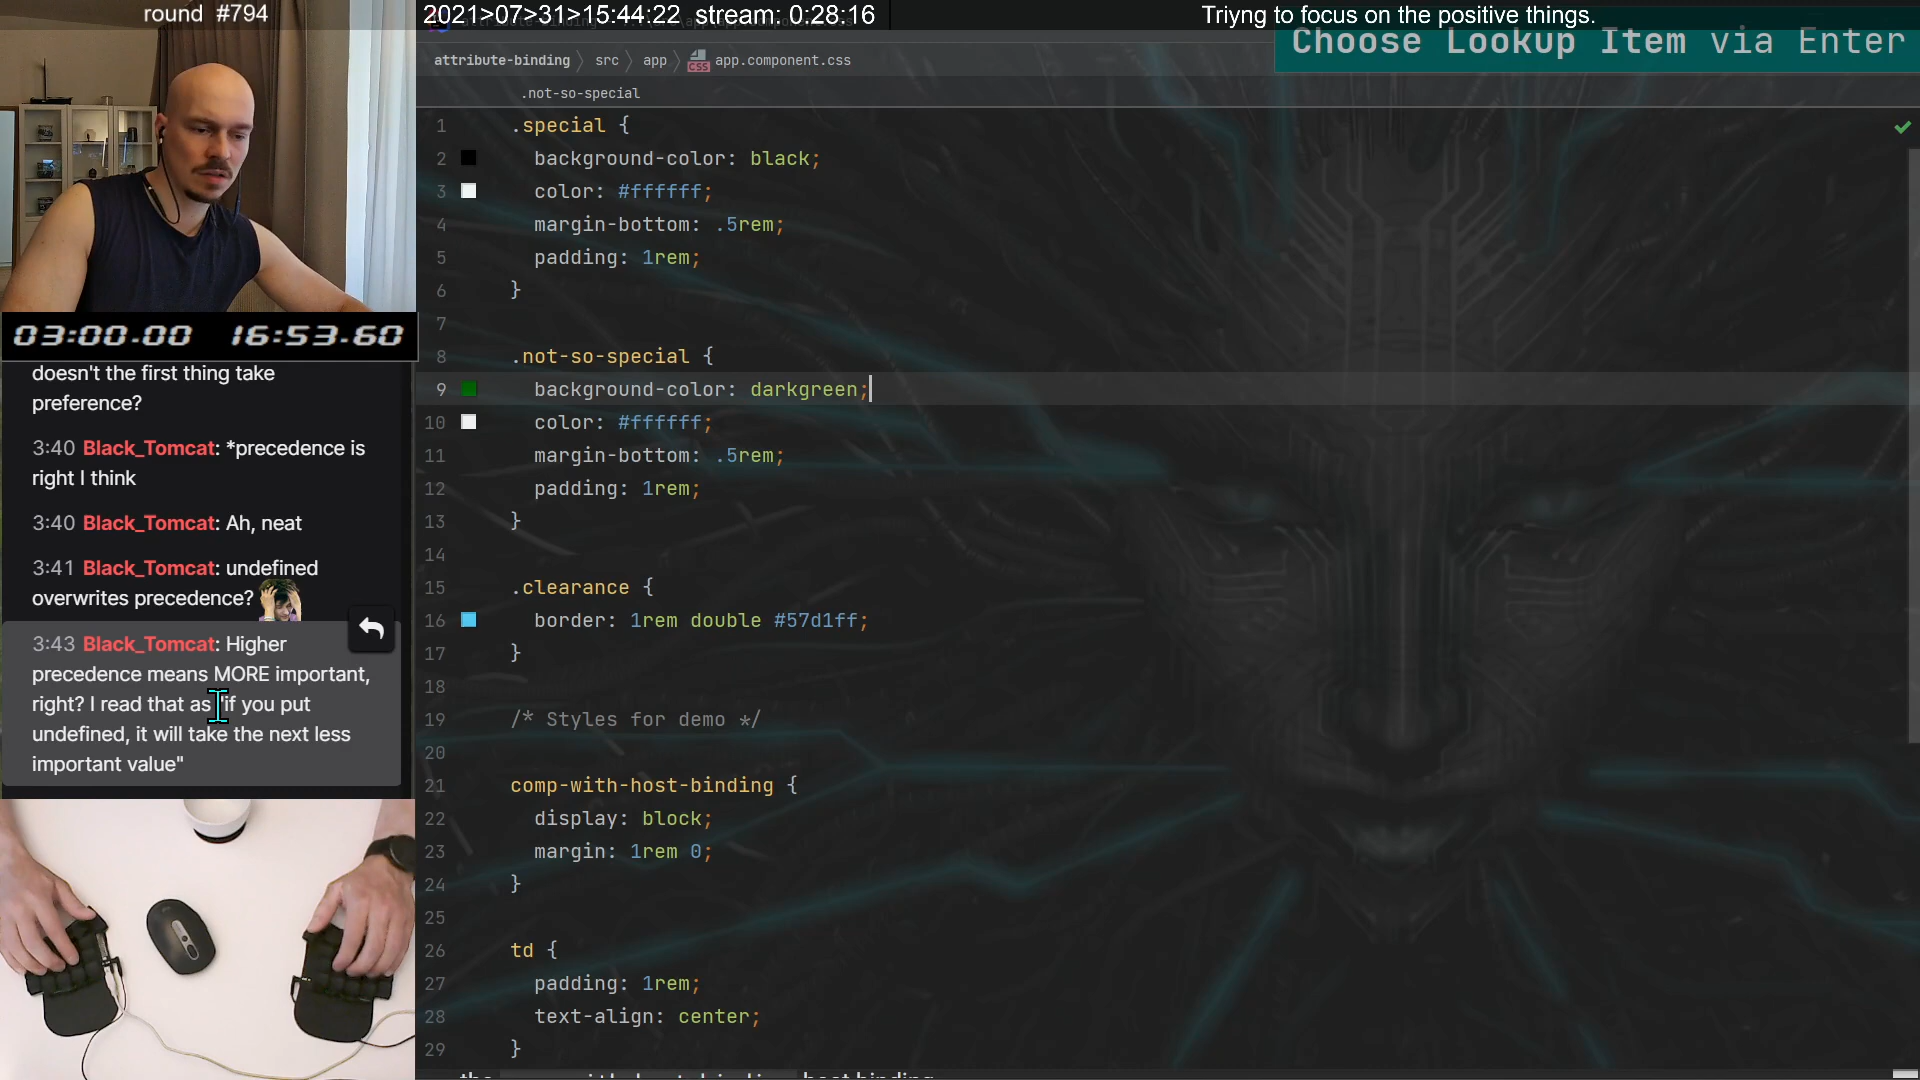 round #794
2021>07>31>15:44:22 stream: 0:28:16
Triyng to focus on the positive things.
Choose Lookup Item via Enter
attribute-binding > src > app > app.component.css
CSS
.not-so-special
1 .special {
2 background-color: black;
3 color: #ffffff;
4 margin-bottom: .5rem;
5 padding: 1rem;
6 }
7
8 .not-so-special {
9 background-color: darkgreen;
10 color: #ffffff;
11 margin-bottom: .5rem;
12 padding: 1rem;
13 }
14
15 .clearance {
16 border: 1rem double #57d1ff;
17 }
18
19 /* Styles for demo */
20
21 comp-with-host-binding {
22 display: block;
23 margin: 1rem 0;
24 }
25
26 td {
27 padding: 1rem;
28 text-align: center;
29 }
03:00.00 16:53.60
doesn't the first thing take
preference?
3:40 Black_Tomcat: *precedence is
right I think
3:40 Black_Tomcat: Ah, neat
3:41 Black_Tomcat: undefined
overwrites precedence?
3:43 Black_Tomcat: Higher
precedence means MORE important,
right? I read that as "if you put
undefined, it will take the next less
important value"